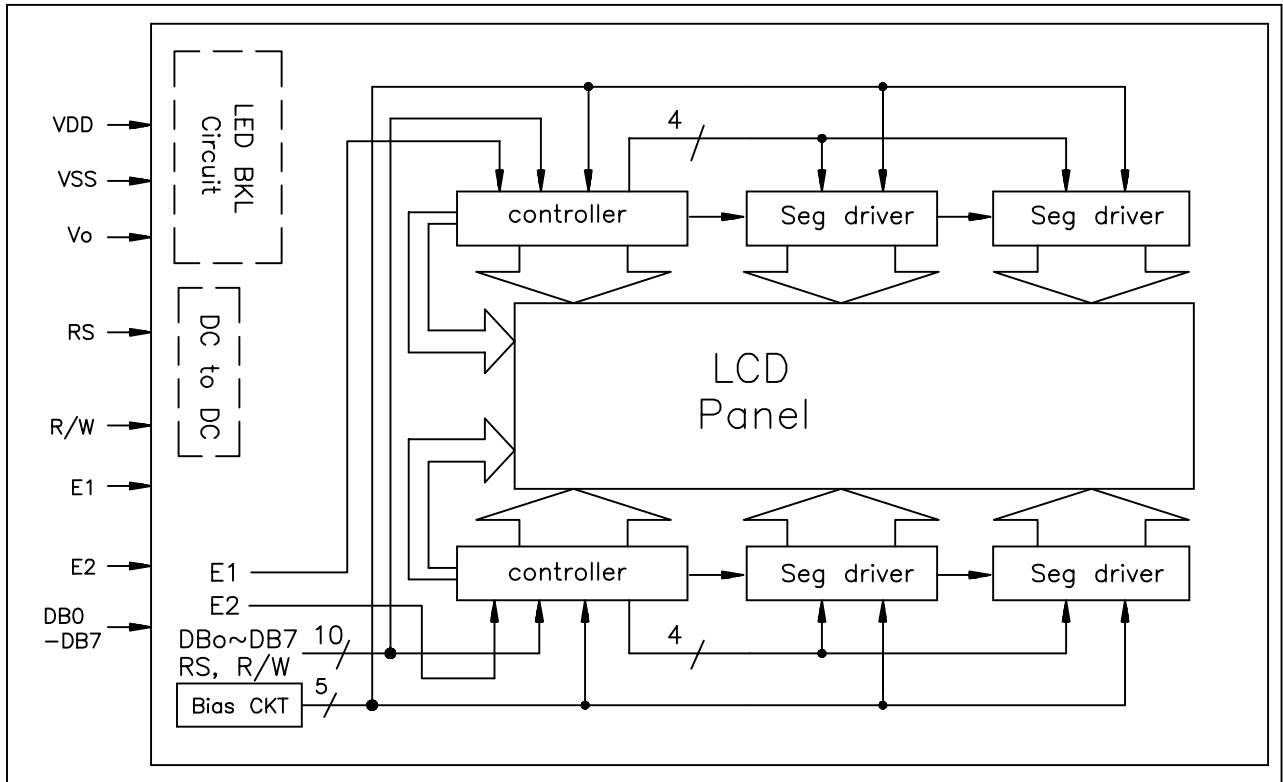 VDD
VSS
Vo
RS
R/W
E1
E2
DB0
-DB7
LED BKL
Circuit
DC to DC
E1
E2
DBo~DB7
RS, R/W
10
Bias CKT
5
4
controller
Seg driver
Seg driver
LCD
Panel
controller
Seg driver
Seg driver
4